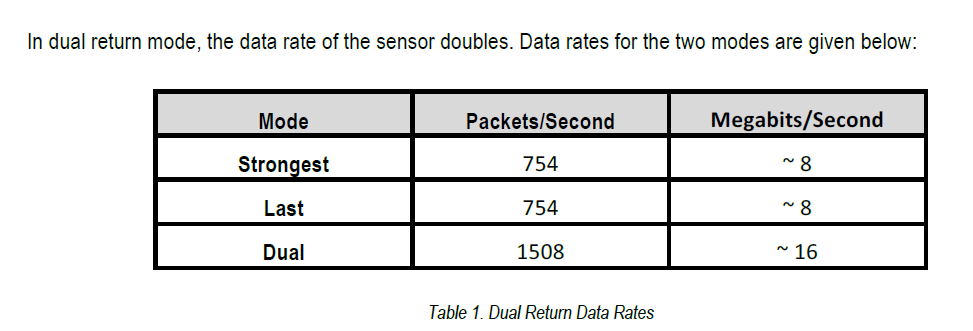 In dual return mode, the data rate of the sensor doubles. Data rates for the two modes are given below:
Mode Packets/Second Megabits/Second
Strongest 754 ~ 8
Last 754 ~ 8
Dual 1508 ~ 16
Table 1. Dual Return Data Rates